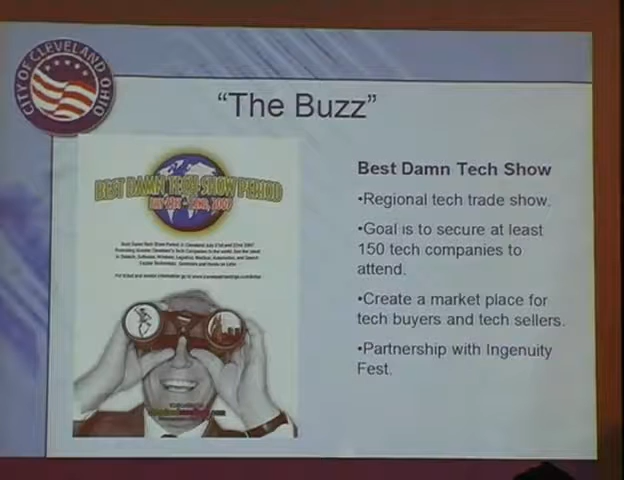 CITY OF CLEVELAND OHIO
“The Buzz”
BEST DAMN TECH SHOW PERIOD
Best Damn Tech Show
•Regional tech trade show.
•Goal is to secure at least
150 tech companies to
attend.
•Create a market place for
tech buyers and tech sellers.
•Partnership with Ingenuity
Fest.